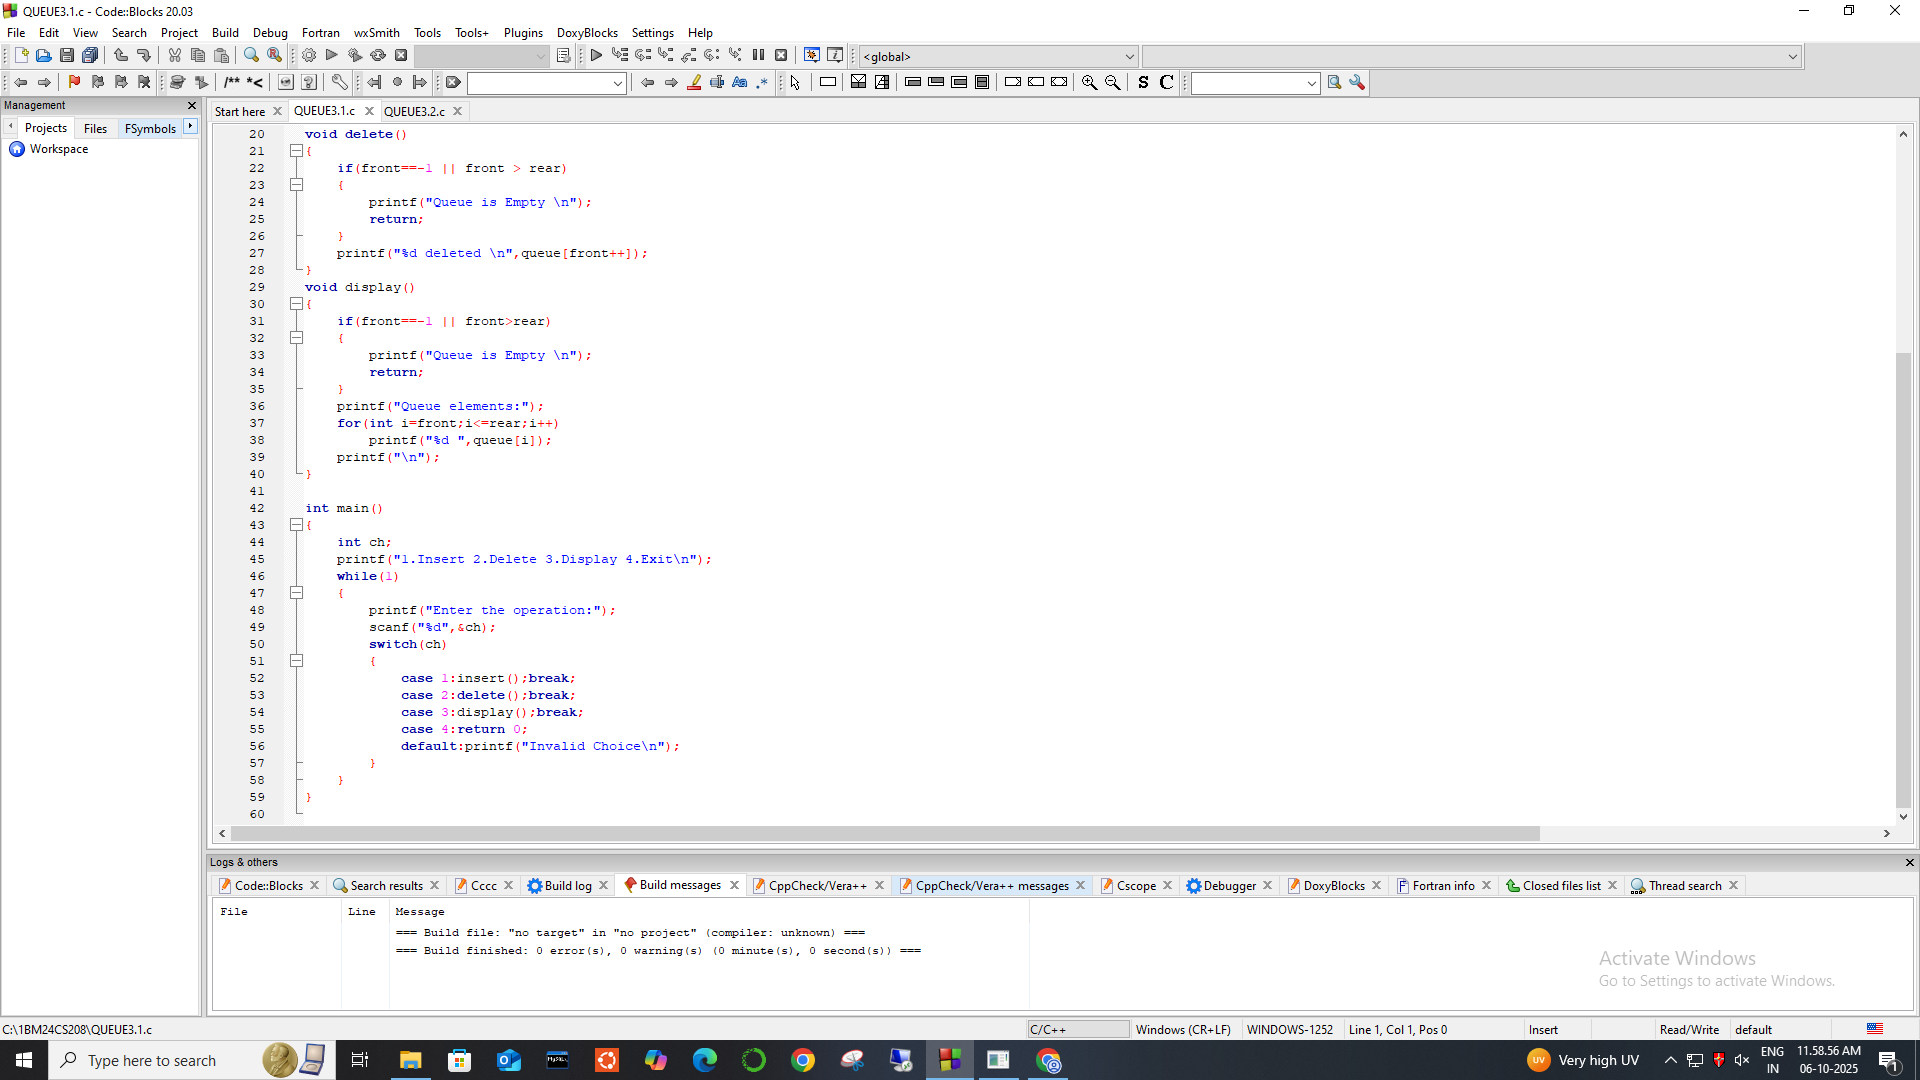 QUEUE3.1.c - Code::Blocks 20.03
File Edit View Search Project Build Debug Fortran wxSmith Tools Tools+ Plugins DoxyBlocks Settings Help
<global>
/** *<
Aa .*
S C
Management
Projects Files FSymbols
Workspace
Start here QUEUE3.1.c QUEUE3.2.c
20 void delete()
21 {
22 if(front==-1 || front > rear)
23 {
24 printf("Queue is Empty \n");
25 return;
26 }
27 printf("%d deleted \n",queue[front++]);
28 }
29 void display()
30 {
31 if(front==-1 || front>rear)
32 {
33 printf("Queue is Empty \n");
34 return;
35 }
36 printf("Queue elements:");
37 for(int i=front;i<=rear;i++)
38 printf("%d ",queue[i]);
39 printf("\n");
40 }
41
42 int main()
43 {
44 int ch;
45 printf("1.Insert 2.Delete 3.Display 4.Exit\n");
46 while(1)
47 {
48 printf("Enter the operation:");
49 scanf("%d",&ch);
50 switch(ch)
51 {
52 case 1:insert();break;
53 case 2:delete();break;
54 case 3:display();break;
55 case 4:return 0;
56 default:printf("Invalid Choice\n");
57 }
58 }
59 }
60
Logs & others
Code::Blocks Search results Cccc Build log Build messages CppCheck/Vera++ CppCheck/Vera++ messages Cscope Debugger DoxyBlocks Fortran info Closed files list Thread search
File Line Message
=== Build file: "no target" in "no project" (compiler: unknown) ===
=== Build finished: 0 error(s), 0 warning(s) (0 minute(s), 0 second(s)) ===
Activate Windows
Go to Settings to activate Windows.
C:\1BM24CS208\QUEUE3.1.c C/C++ Windows (CR+LF) WINDOWS-1252 Line 1, Col 1, Pos 0 Insert Read/Write default
Type here to search
MySQL
UV Very high UV
ENG
IN
11.58.56 AM
06-10-2025
1